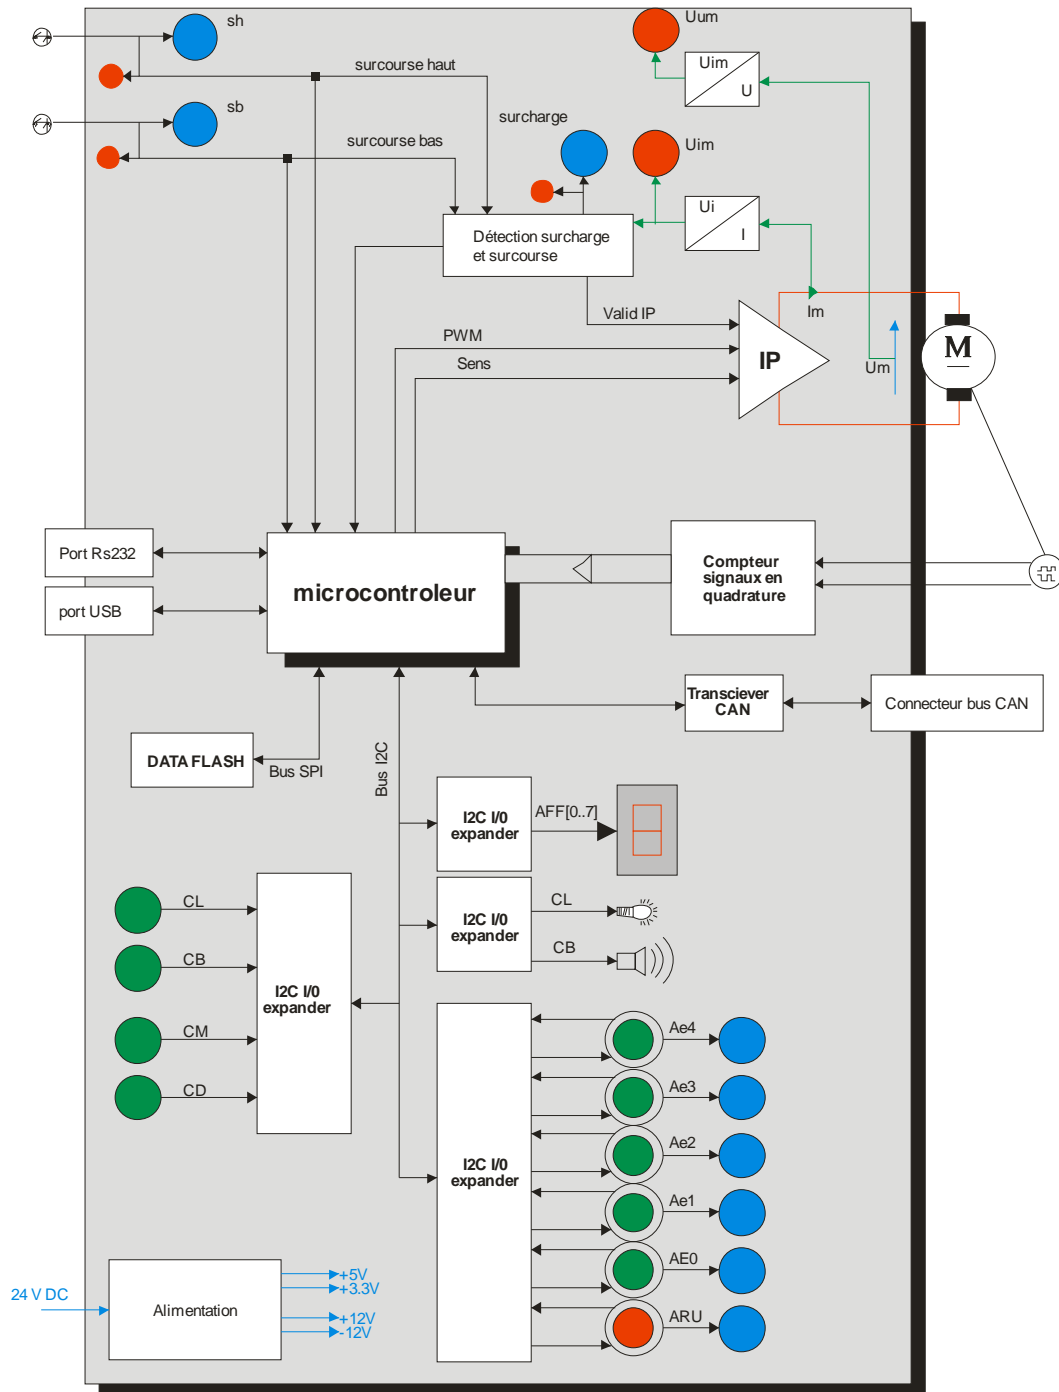 sh
Uum
surcourse haut
Uim
U
sb
surcharge
surcourse bas
Uim
Ui
I
Détection surcharge
et surcourse
Valid IP
Im
PWM
IP
M
Sens
Um
Port Rs232
port USB
microcontroleur
Compteur
signaux en
quadrature
Transciever
CAN
Connecteur bus CAN
DATA FLASH
Bus SPI
Bus I2C
I2C I/0
expander
AFF[0..7]
CL
CB
CM
CD
I2C I/0
expander
I2C I/0
expander
CL
CB
I2C I/0
expander
Ae4
Ae3
Ae2
Ae1
AE0
ARU
24 V DC
Alimentation
+5V
+3.3V
+12V
-12V